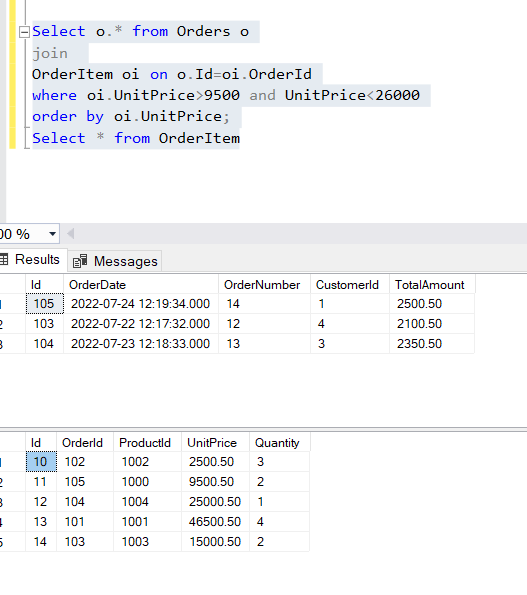 Select o.* from Orders o
join
OrderItem oi on o.Id=oi.OrderId
where oi.UnitPrice>9500 and UnitPrice<26000
order by oi.UnitPrice;
Select * from OrderItem
00 %
Results Messages
Id OrderDate OrderNumber CustomerId TotalAmount
105 2022-07-24 12:19:34.000 14 1 2500.50
2 103 2022-07-22 12:17:32.000 12 4 2100.50
3 104 2022-07-23 12:18:33.000 13 3 2350.50
Id OrderId ProductId UnitPrice Quantity
10 102 1002 2500.50 3
2 11 105 1000 9500.50 2
3 12 104 1004 25000.50 1
13 101 1001 46500.50 4
5 14 103 1003 15000.50 2